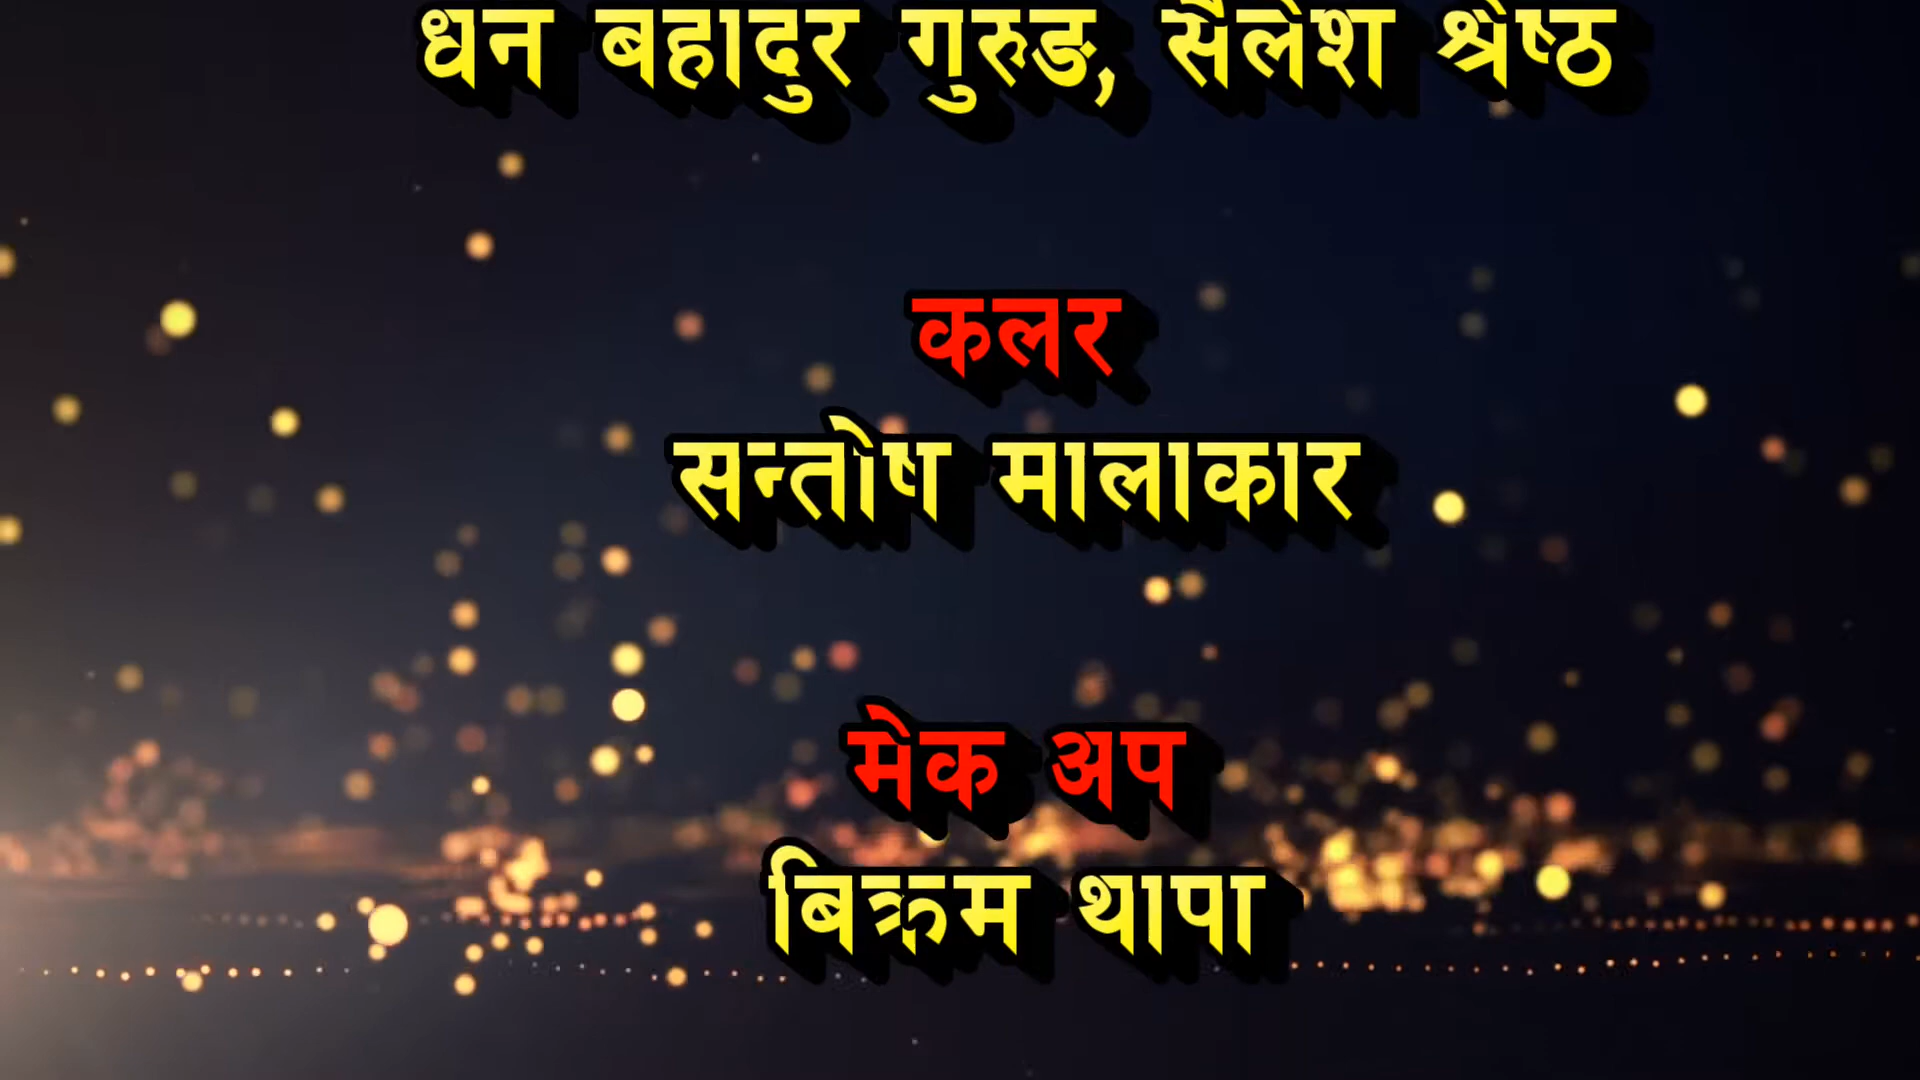 धन बहादुर गुरुङ, सैलेश श्रेष्ठ
कलर
सन्तोष मालाकार
मेक अप
बिक्रम थापा